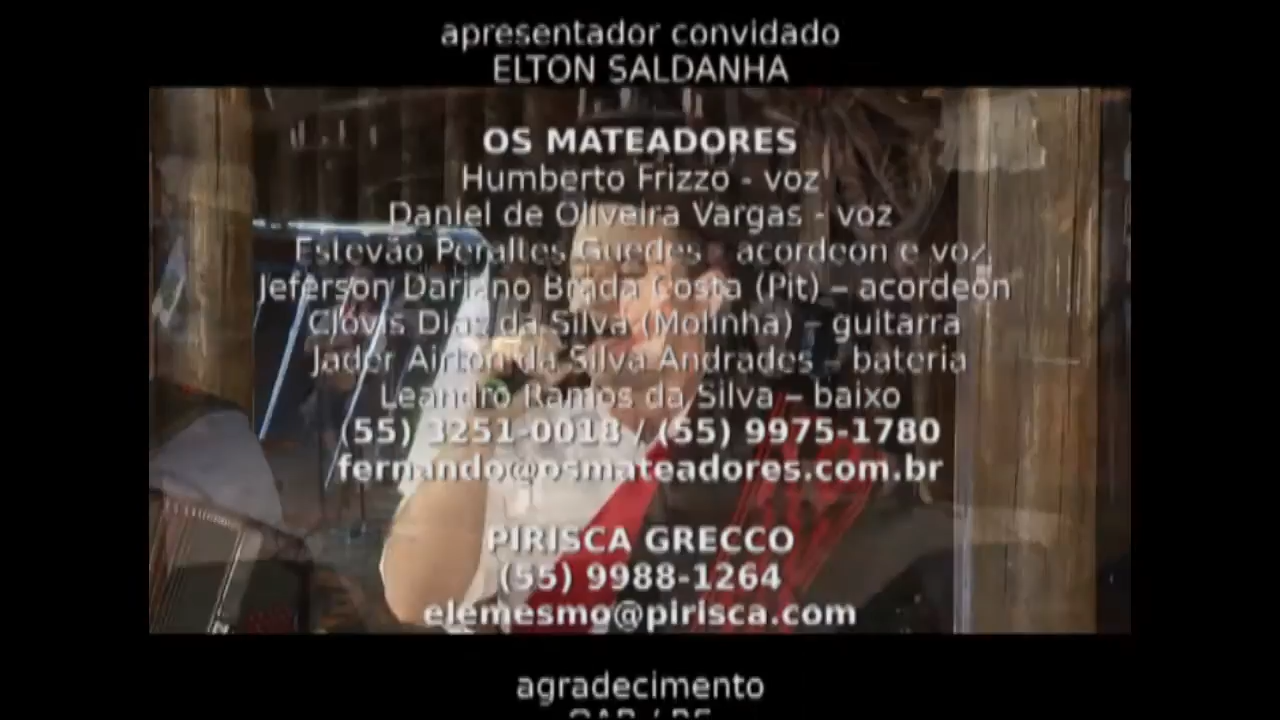 apresentador convidado
ELTON SALDANHA
OS MATEADORES
Humberto Frizzo - voz
Daniel de Oliveira Vargas - voz
Estevão Peralles Guedes - acordeon e voz
Jeferson Dariano Brada Costa (Pit) – acordeón
Clóvis Dias da Silva (Molinha) – guitarra
Jader Airton da Silva Andrades – bateria
Leandro Ramos da Silva – baixo
(55) 3251-0018 / (55) 9975-1780
fernando@osmateadores.com.br
PIRISCA GRECCO
(55) 9988-1264
elemesmo@pirisca.com
agradecimento